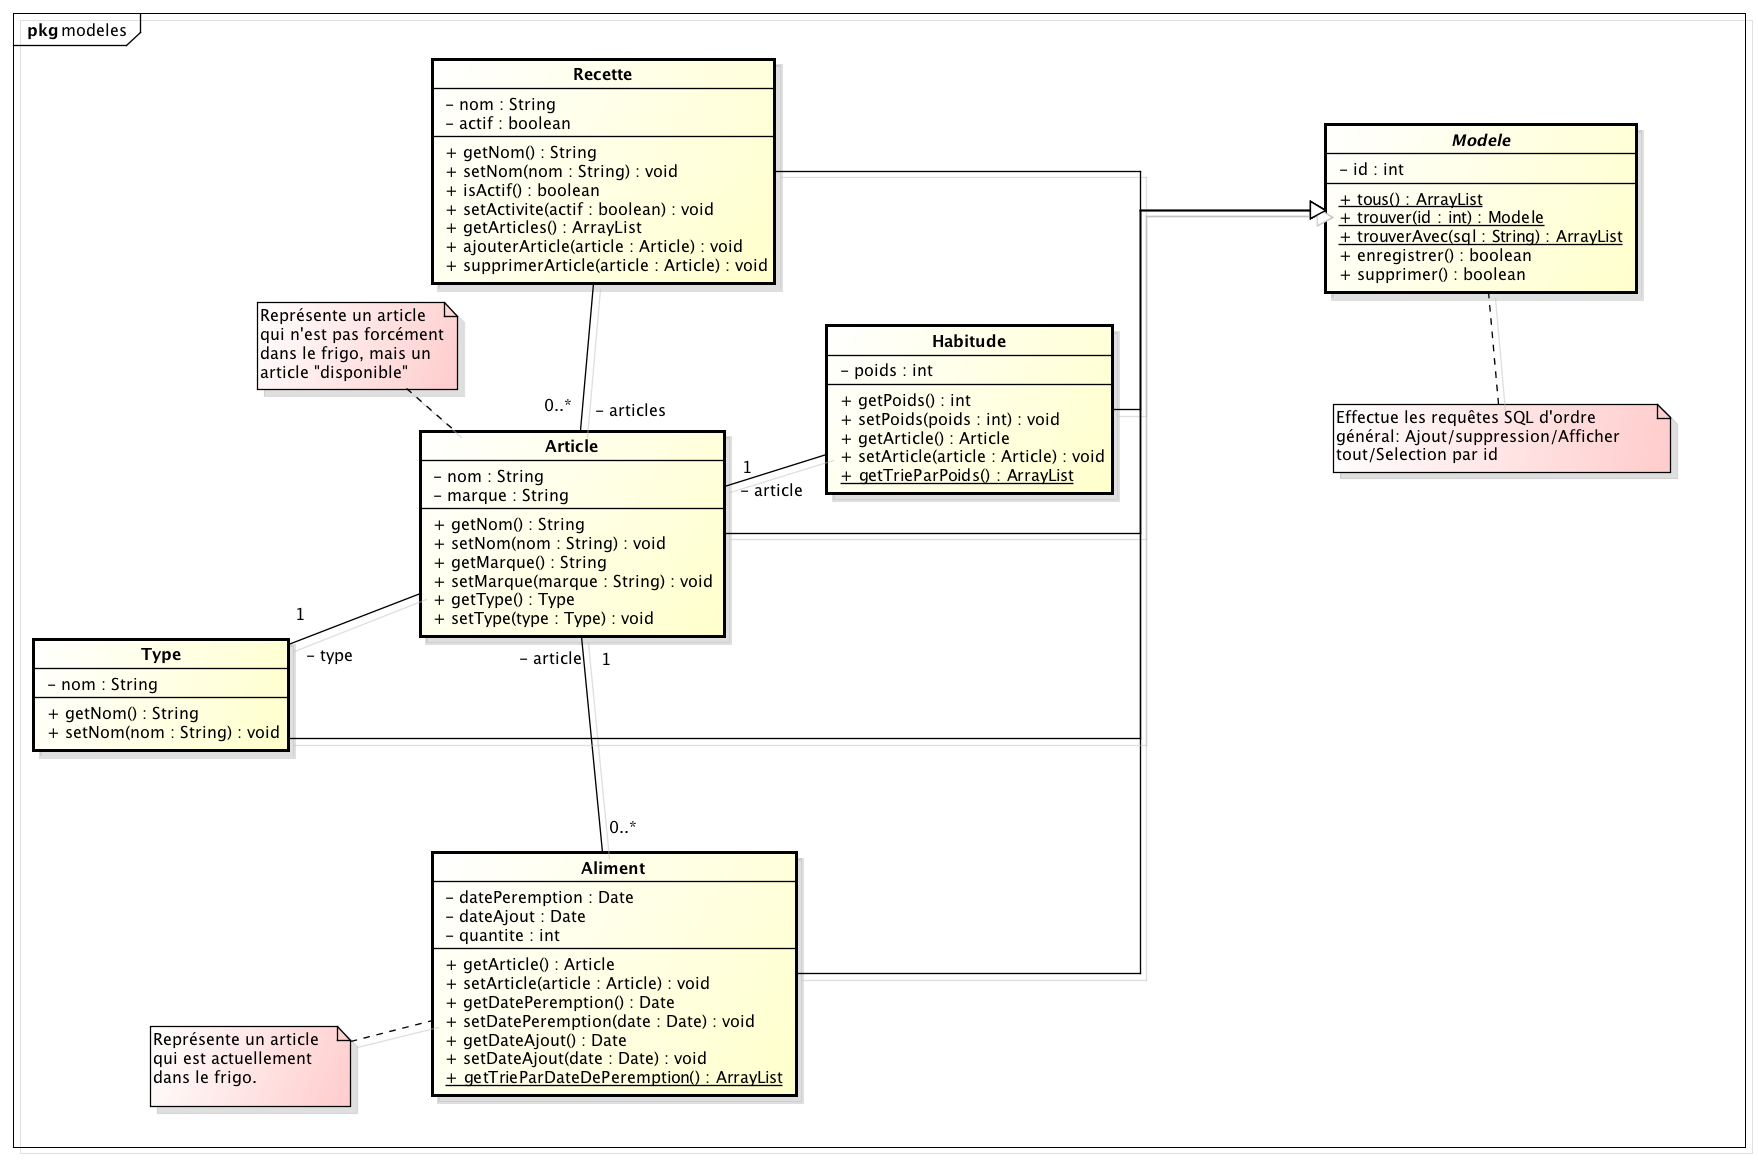 pkg modeles
Recette
– nom : String
– actif : boolean
+ getNom() : String
+ setNom(nom : String) : void
+ isActif() : boolean
+ setActivite(actif : boolean) : void
+ getArticles() : ArrayList
+ ajouterArticle(article : Article) : void
+ supprimerArticle(article : Article) : void
Modele
– id : int
+ tous() : ArrayList
+ trouver(id : int) : Modele
+ trouverAvec(sql : String) : ArrayList
+ enregistrer() : boolean
+ supprimer() : boolean
Représente un article
qui n'est pas forcément
dans le frigo, mais un
article "disponible"
0..*
– articles
Habitude
– poids : int
+ getPoids() : int
+ setPoids(poids : int) : void
+ getArticle() : Article
+ setArticle(article : Article) : void
+ getTrieParPoids() : ArrayList
Effectue les requêtes SQL d'ordre
général: Ajout/suppression/Afficher
tout/Selection par id
Article
– nom : String
– marque : String
+ getNom() : String
+ setNom(nom : String) : void
+ getMarque() : String
+ setMarque(marque : String) : void
+ getType() : Type
+ setType(type : Type) : void
1
– article
1
– type
Type
– nom : String
+ getNom() : String
+ setNom(nom : String) : void
– article
1
0..*
Aliment
– datePeremption : Date
– dateAjout : Date
– quantite : int
+ getArticle() : Article
+ setArticle(article : Article) : void
+ getDatePeremption() : Date
+ setDatePeremption(date : Date) : void
+ getDateAjout() : Date
+ setDateAjout(date : Date) : void
+ getTrieParDateDePeremption() : ArrayList
Représente un article
qui est actuellement
dans le frigo.